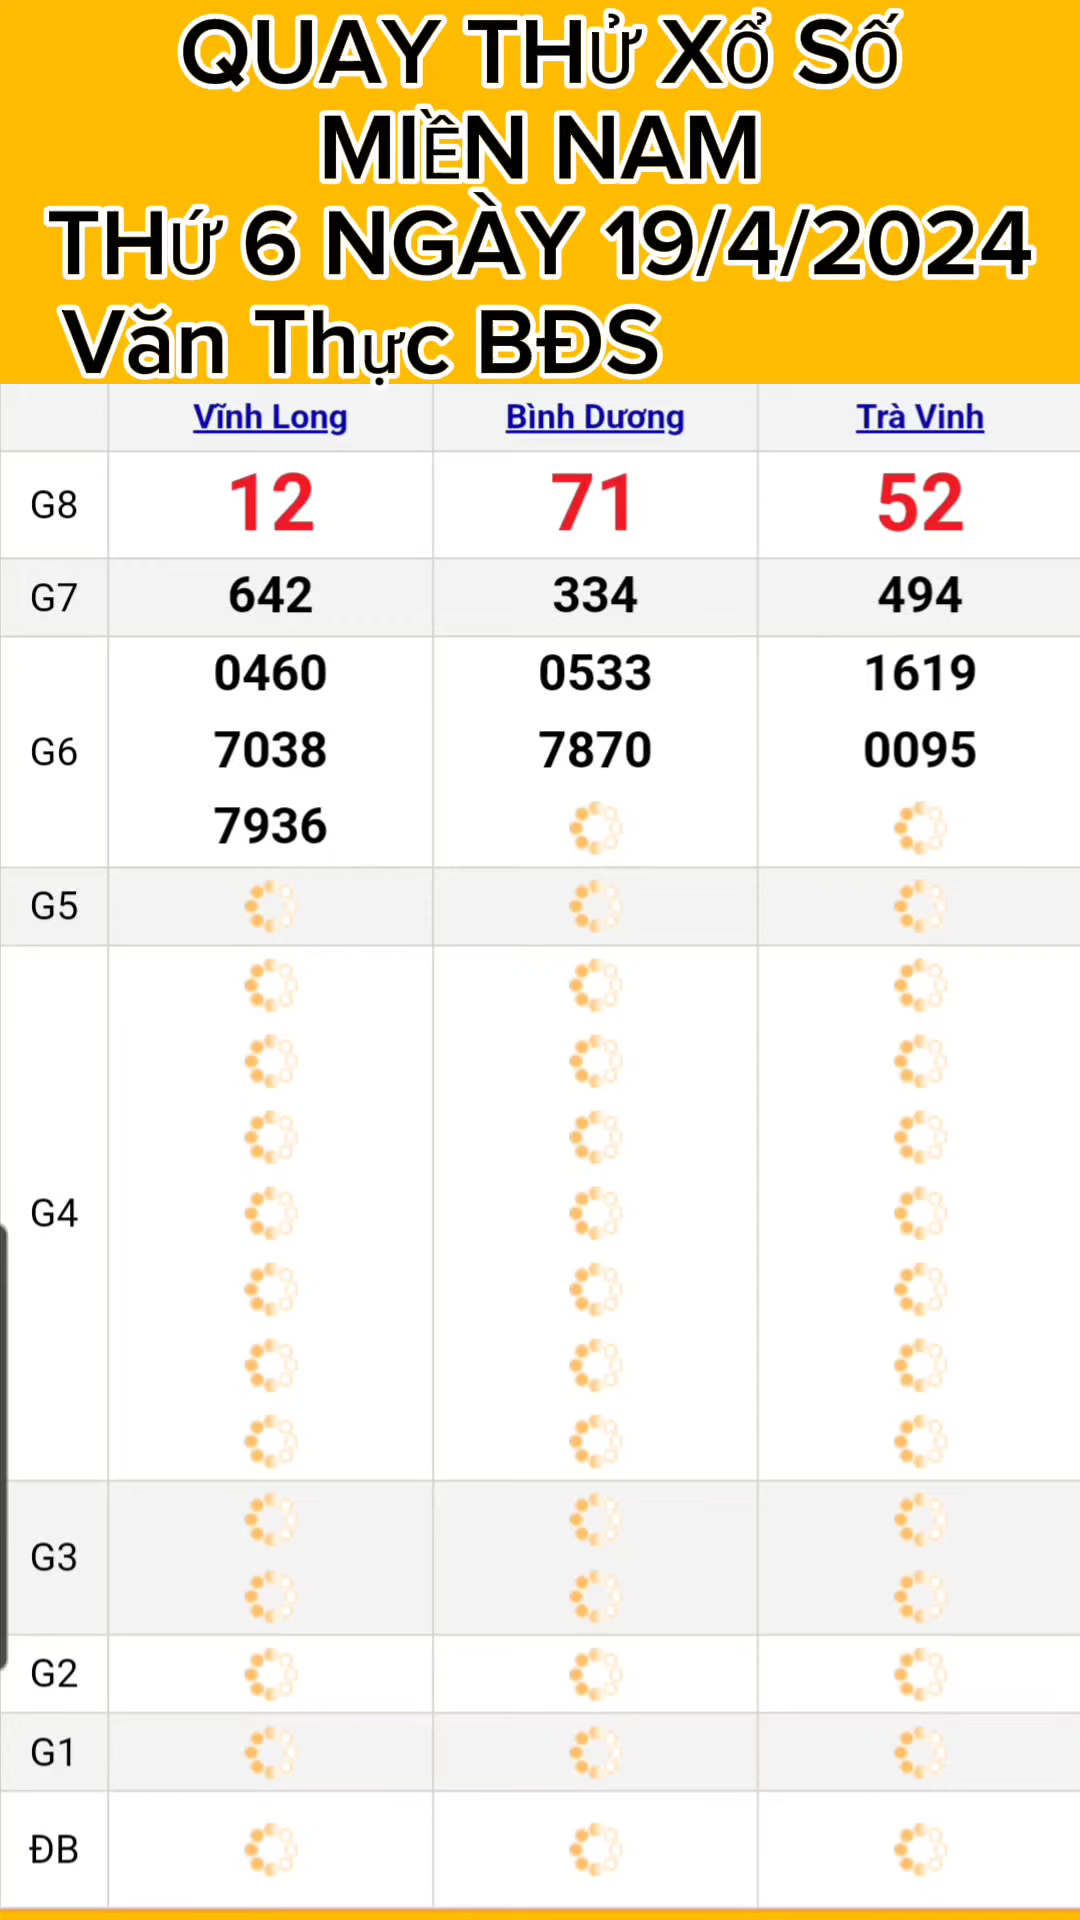 QUAY THỬ XỔ SỐ
MIỀN NAM
THỨ 6 NGÀY 19/4/2024
Văn Thực BĐS
Vĩnh Long Bình Dương Trà Vinh
G8 12 71 52
G7 642 334 494
0460 0533 1619
G6 7038 7870 0095
7936
G5
G4
G3
G2
G1
ĐB